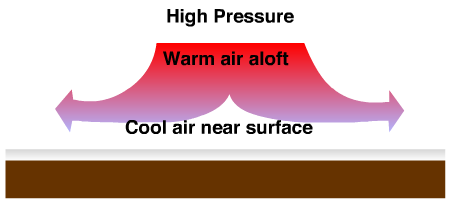 High Pressure
Warm air aloft
Cool air near surface